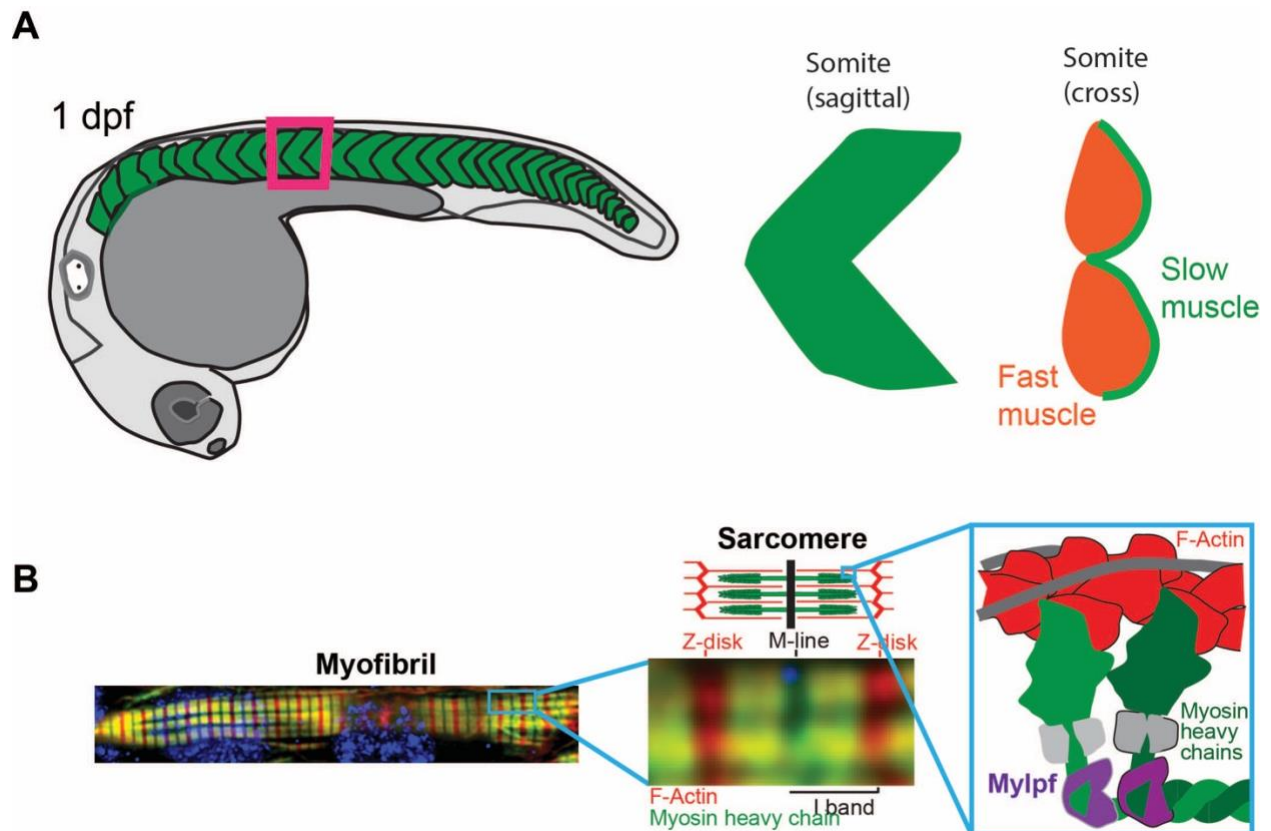 A
1 dpf
Somite
(sagittal)
Somite
(cross)
Slow
muscle
Fast
muscle
B
Myofibril
Sarcomere
Z-disk
M-line
Z-disk
F-Actin
Myosin heavy chain
I band
F-Actin
Myosin
heavy
chains
Mylpf